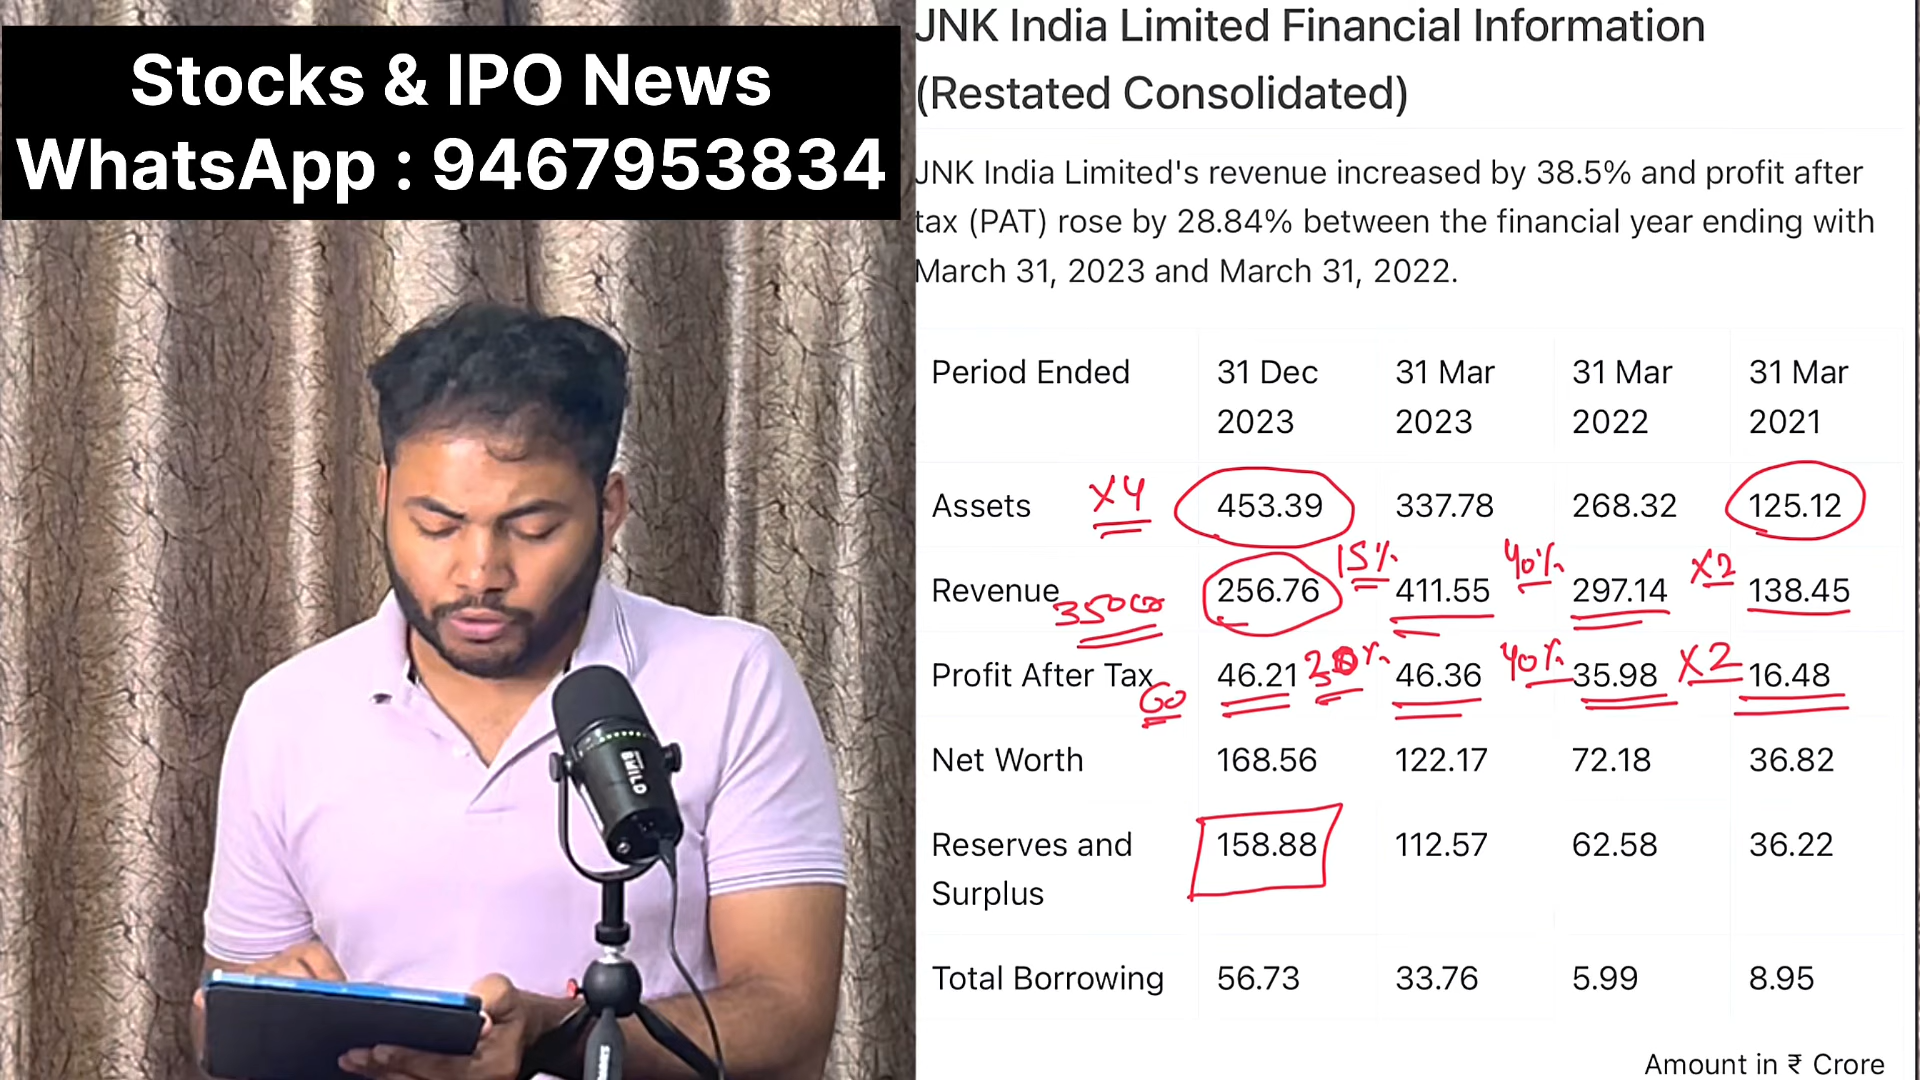 Stocks & IPO News
WhatsApp : 9467953834
JNK India Limited Financial Information
(Restated Consolidated)
JNK India Limited's revenue increased by 38.5% and profit after
tax (PAT) rose by 28.84% between the financial year ending with
March 31, 2023 and March 31, 2022.
Period Ended 31 Dec 2023 31 Mar 2023 31 Mar 2022 31 Mar 2021
Assets X4 453.39 337.78 268.32 125.12
15% 40% X2
Revenue 256.76 411.55 297.14 138.45
350 Cr
30% 40% X2
Profit After Tax 46.21 46.36 35.98 16.48
60
Net Worth 168.56 122.17 72.18 36.82
Reserves and Surplus 158.88 112.57 62.58 36.22
Total Borrowing 56.73 33.76 5.99 8.95
Amount in ₹ Crore